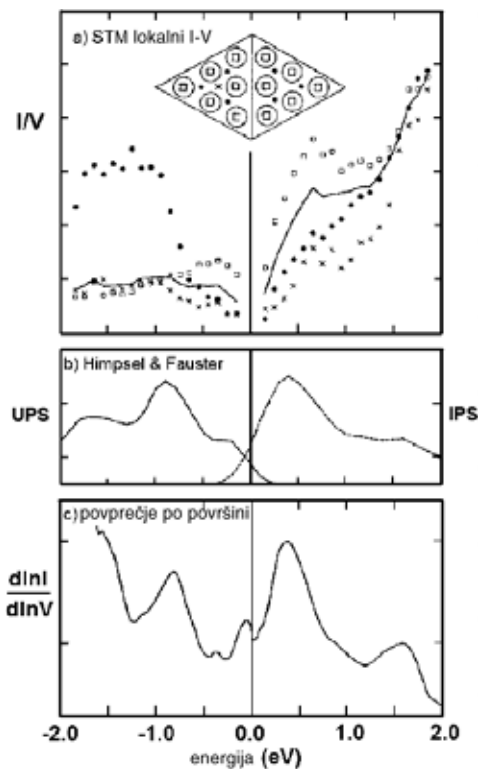 a) STM lokalni I-V
I/V
b) Himpsel & Fauster
UPS
IPS
c) povprečje po površini
dlnI
dlnV
-2.0 -1.0 0.0 1.0 2.0
energija (eV)